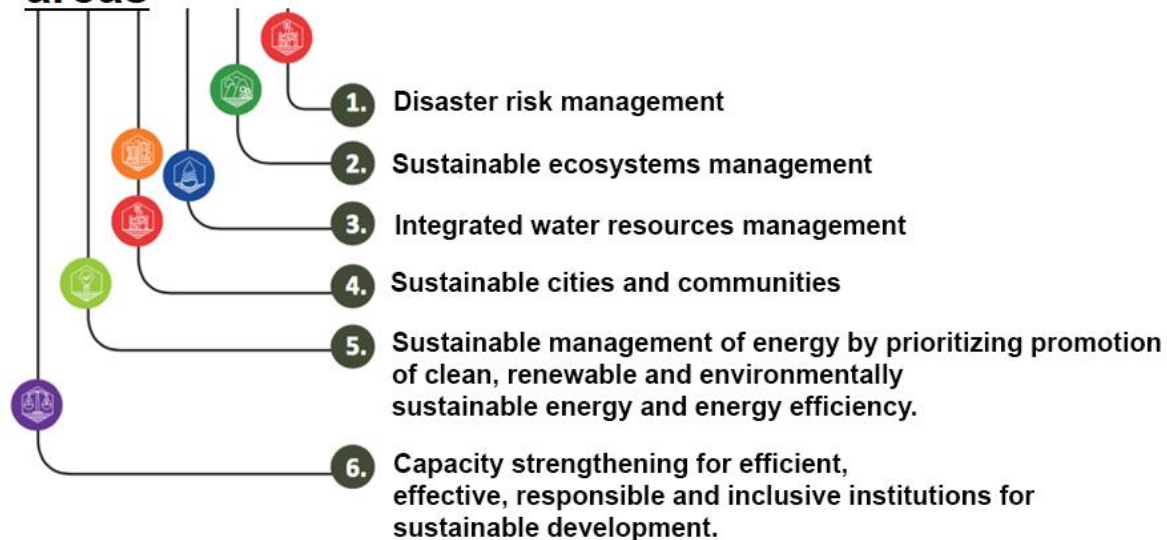 areas
1. Disaster risk management
2. Sustainable ecosystems management
3. Integrated water resources management
4. Sustainable cities and communities
5. Sustainable management of energy by prioritizing promotion
of clean, renewable and environmentally
sustainable energy and energy efficiency.
6. Capacity strengthening for efficient,
effective, responsible and inclusive institutions for
sustainable development.